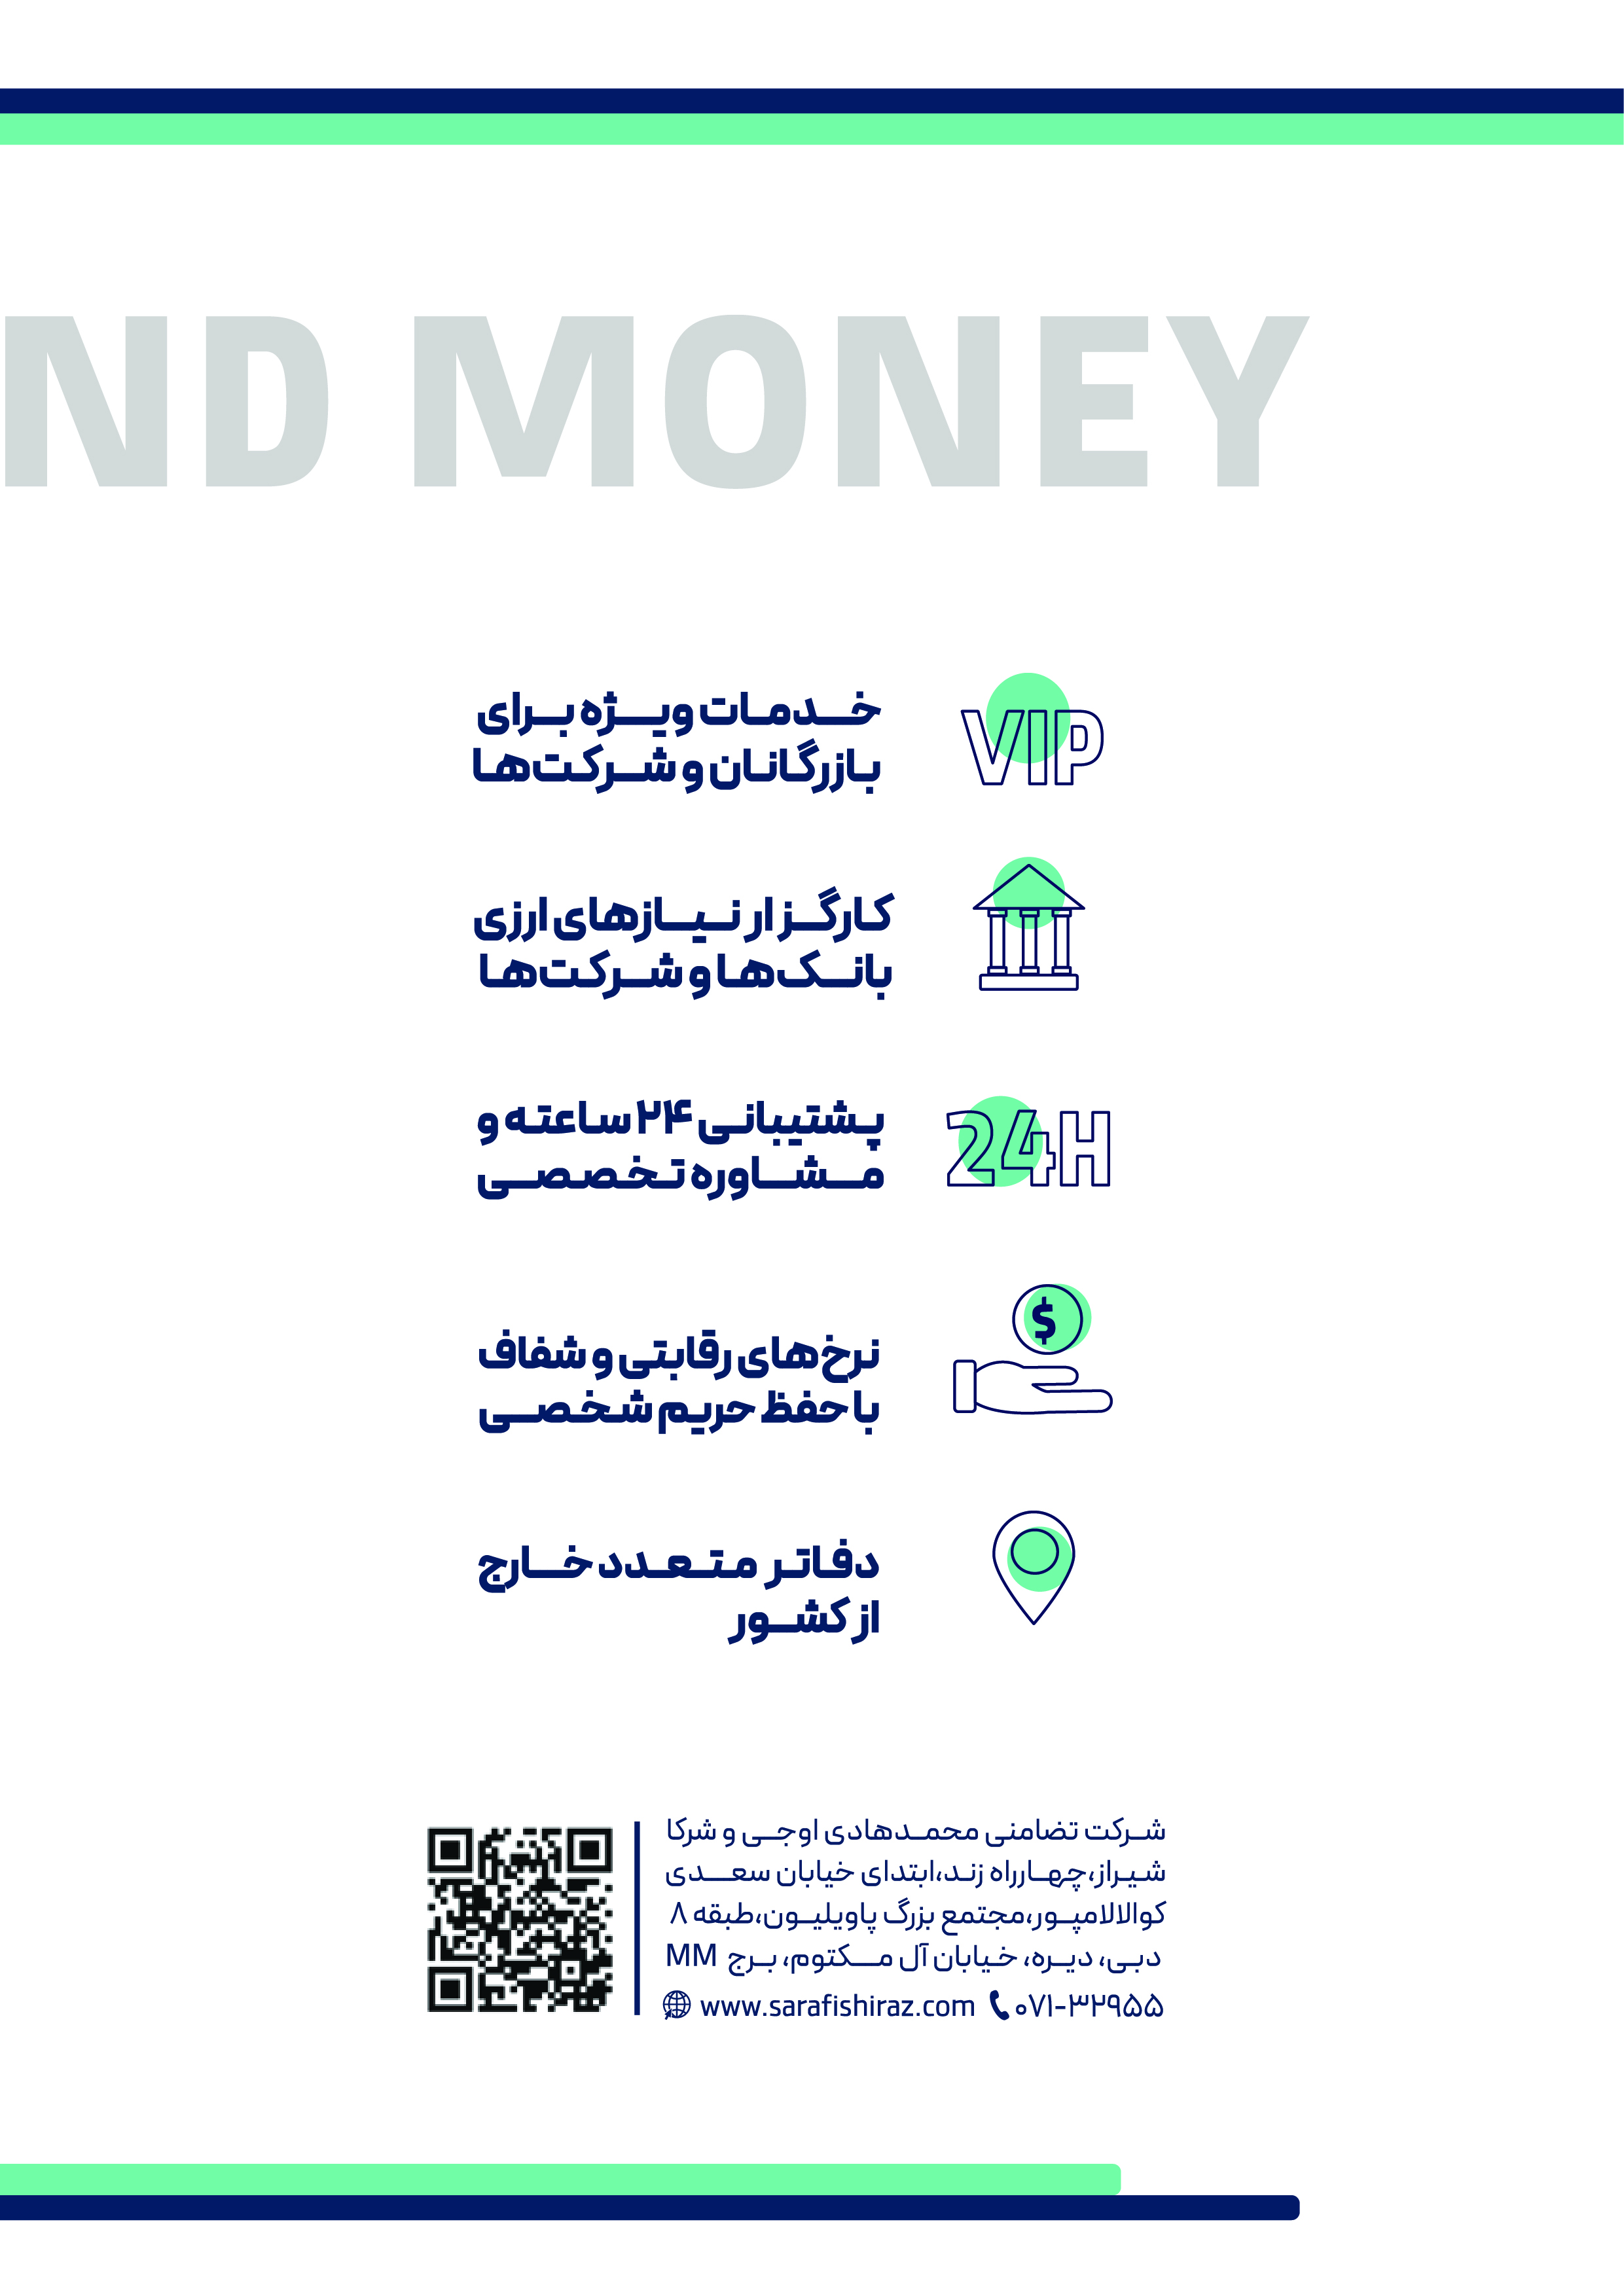 ND MONEY
VIP
خدمات ویژه برای
بازرگانان و شرکت‌ها
کارگزار نیازهای ارزی
بانک‌ها و شرکت‌ها
24H
پشتیبانی ۲۴ ساعته و
مشاوره تخصصی
$
نرخ‌های رقابتی و شفاف
با حفظ حریم شخصی
دفاتر متعدد خارج
از کشور
شرکت تضامنی محمدهادی اوجی و شرکا
شیراز،چهارراه زند،ابتدای خیابان سعدی
کوالالامپور،مجتمع بزرگ پاویلیون،طبقه ۸
دبی، دیره، خیابان آل مکتوم، برج MM
www.sarafishiraz.com ۰۷۱-۳۲۹۵۵